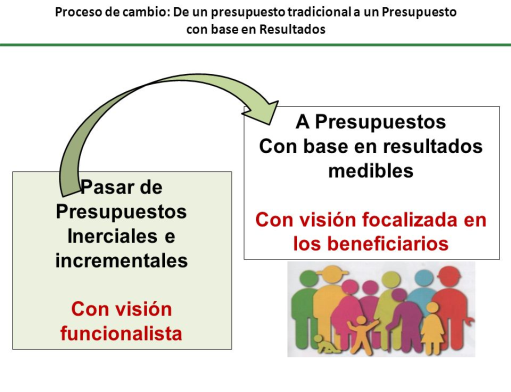 Proceso de cambio: De un presupuesto tradicional a un Presupuesto
con base en Resultados
Pasar de
Presupuestos
Inerciales e
incrementales
Con visión
funcionalista
A Presupuestos
Con base en resultados
medibles
Con visión focalizada en
los beneficiarios